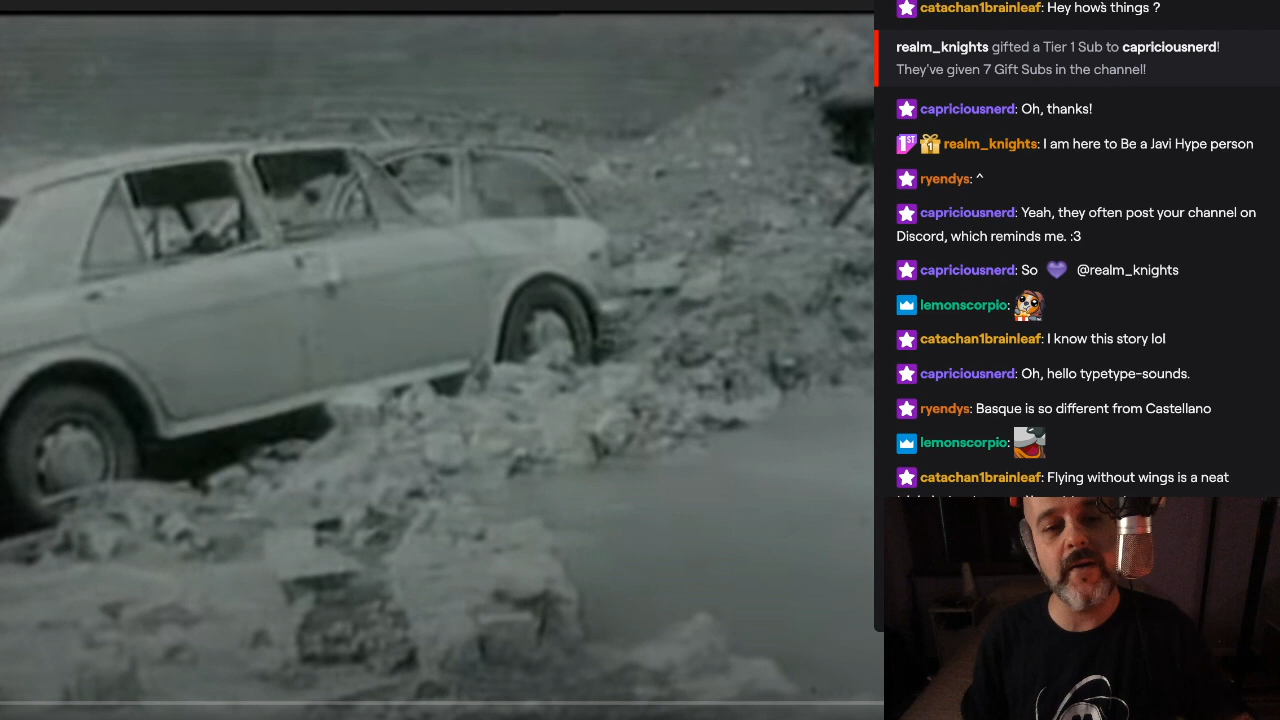 catachan1brainleaf: Hey how's things ?
realm_knights gifted a Tier 1 Sub to capriciousnerd!
They've given 7 Gift Subs in the channel!
capriciousnerd: Oh, thanks!
1ST 1 realm_knights: I am here to Be a Javi Hype person
ryendys: ^
capriciousnerd: Yeah, they often post your channel on
Discord, which reminds me. :3
capriciousnerd: So @realm_knights
lemonscorpio:
catachan1brainleaf: I know this story lol
capriciousnerd: Oh, hello typetype-sounds.
ryendys: Basque is so different from Castellano
lemonscorpio:
catachan1brainleaf: Flying without wings is a neat